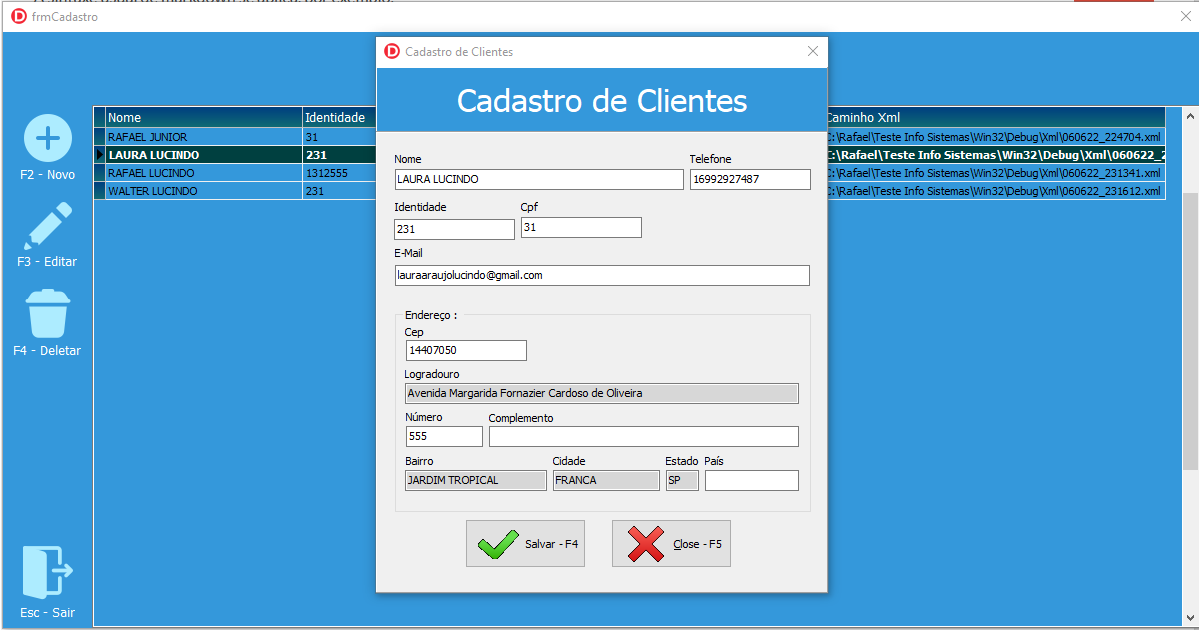 frmCadastro
Cadastro de Clientes
Cadastro de Clientes
F2 - Novo
F3 - Editar
F4 - Deletar
Esc - Sair
Nome Identidade Caminho Xml
RAFAEL JUNIOR 31 C:\Rafael\Teste Info Sistemas\Win32\Debug\Xml\060622_224704.xml
LAURA LUCINDO 231 C:\Rafael\Teste Info Sistemas\Win32\Debug\Xml\060622_2
RAFAEL LUCINDO 1312555 C:\Rafael\Teste Info Sistemas\Win32\Debug\Xml\060622_231341.xml
WALTER LUCINDO 231 C:\Rafael\Teste Info Sistemas\Win32\Debug\Xml\060622_231612.xml
Nome Telefone
LAURA LUCINDO 16992927487
Identidade Cpf
231 31
E-Mail
lauraaraujolucindo@gmail.com
Endereço :
Cep
14407050
Logradouro
Avenida Margarida Fornazier Cardoso de Oliveira
Número Complemento
555
Bairro Cidade Estado País
JARDIM TROPICAL FRANCA SP
Salvar - F4 Close - F5